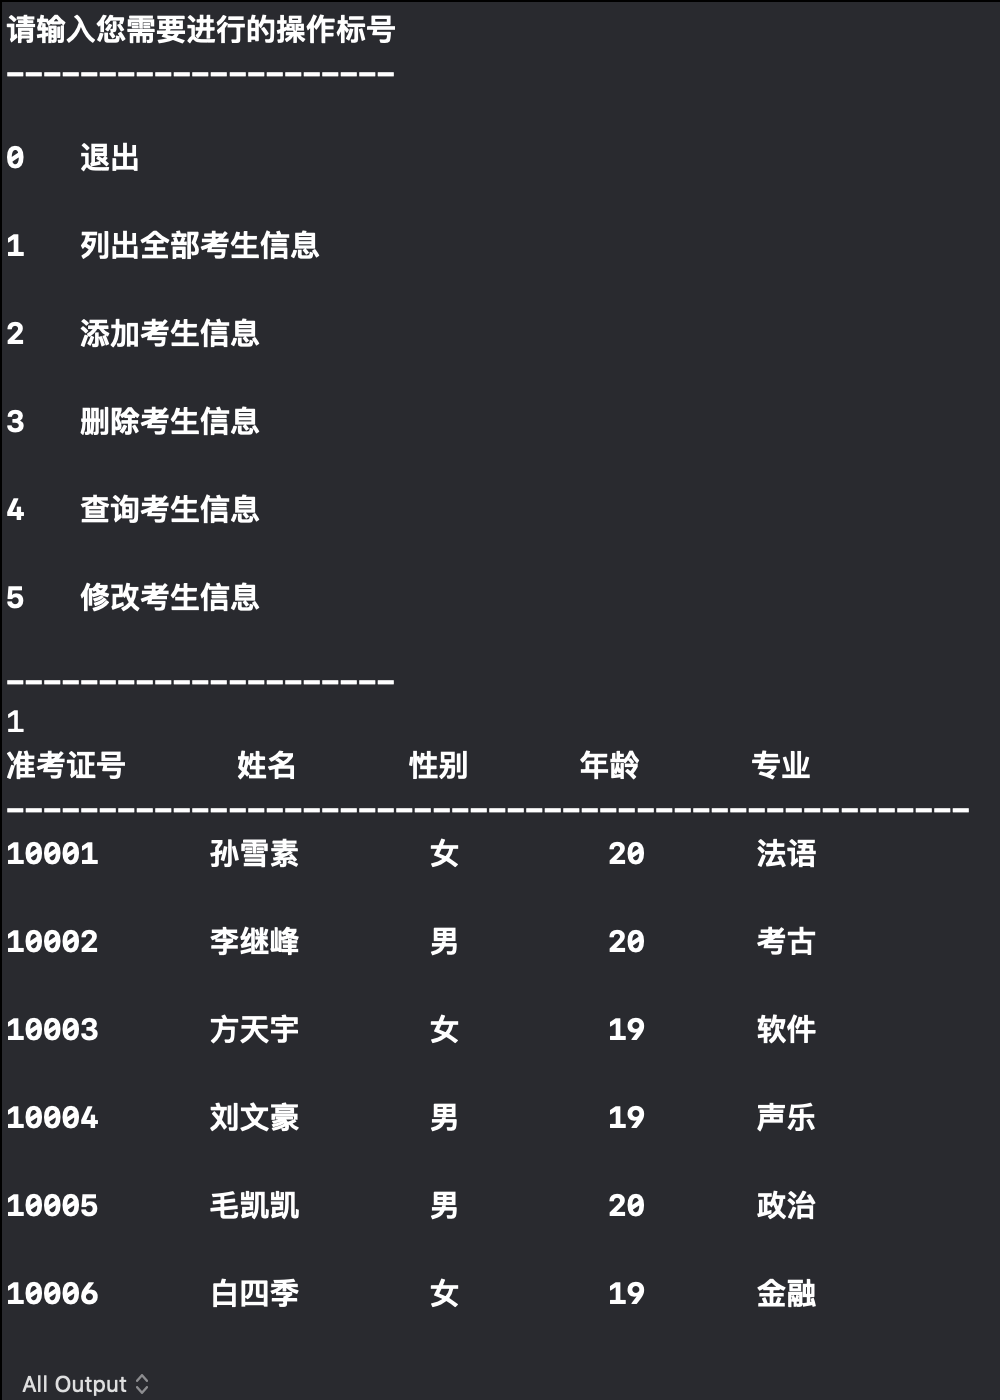 请输入您需要进行的操作标号
---------------------
0 退出
1 列出全部考生信息
2 添加考生信息
3 删除考生信息
4 查询考生信息
5 修改考生信息
---------------------
1
准考证号 姓名 性别 年龄 专业
----------------------------------------------------
10001 孙雪素 女 20 法语
10002 李继峰 男 20 考古
10003 方天宇 女 19 软件
10004 刘文豪 男 19 声乐
10005 毛凯凯 男 20 政治
10006 白四季 女 19 金融
All Output